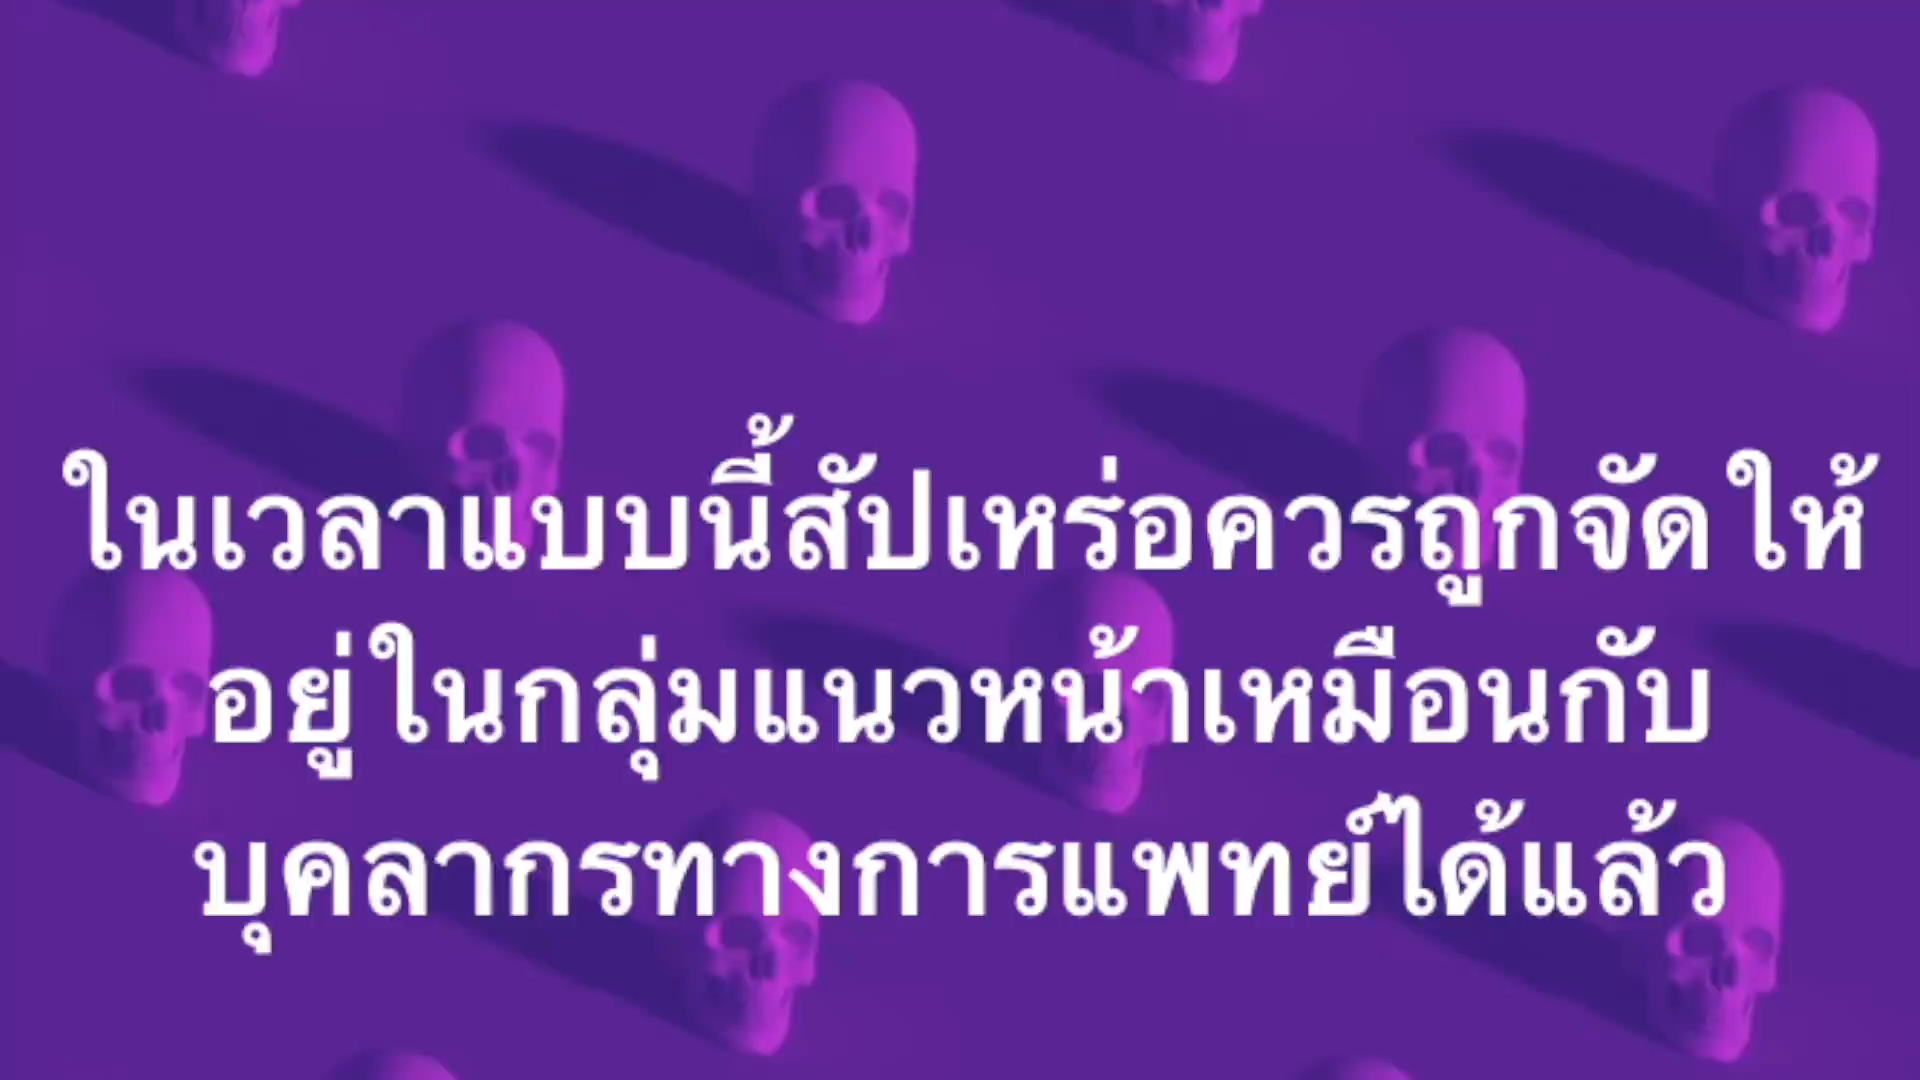 ในเวลาแบบนี้สัปเหร่อควรถูกจัดให้
อยู่ในกลุ่มแนวหน้าเหมือนกับ
บุคลากรทางการแพทย์ได้แล้ว